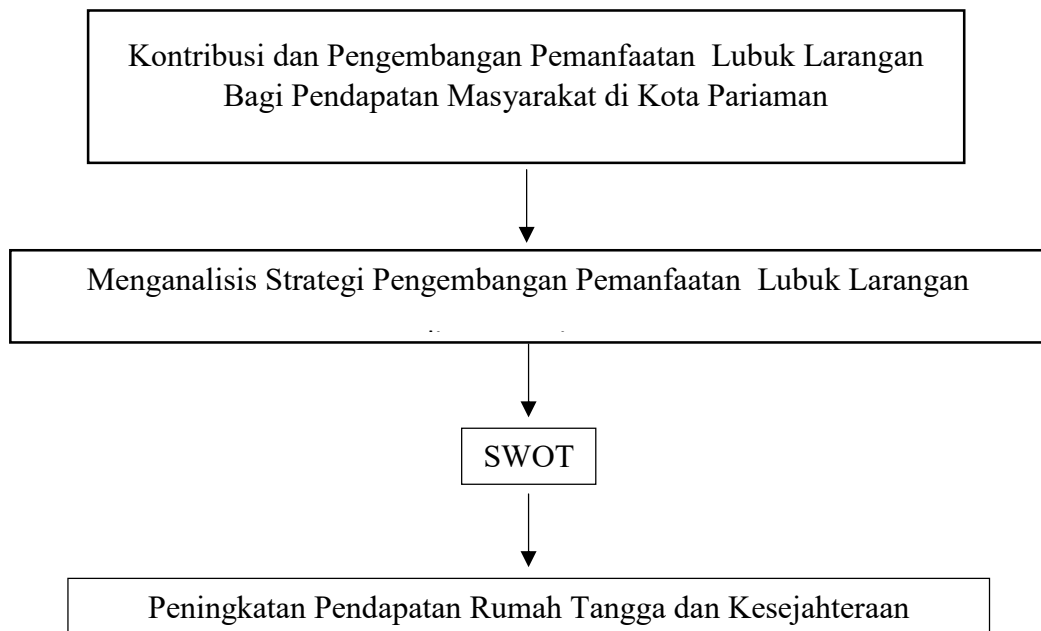 Kontribusi dan Pengembangan Pemanfaatan Lubuk Larangan
Bagi Pendapatan Masyarakat di Kota Pariaman
Menganalisis Strategi Pengembangan Pemanfaatan Lubuk Larangan
SWOT
Peningkatan Pendapatan Rumah Tangga dan Kesejahteraan